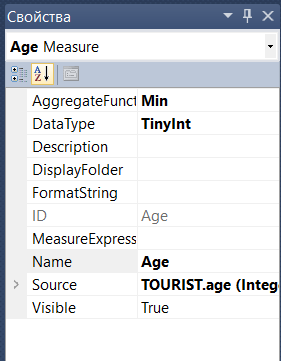 Свойства
Age Measure
AggregateFunct Min
DataType TinyInt
Description
DisplayFolder
FormatString
ID Age
MeasureExpress
Name Age
Source TOURIST.age (Intege
Visible True